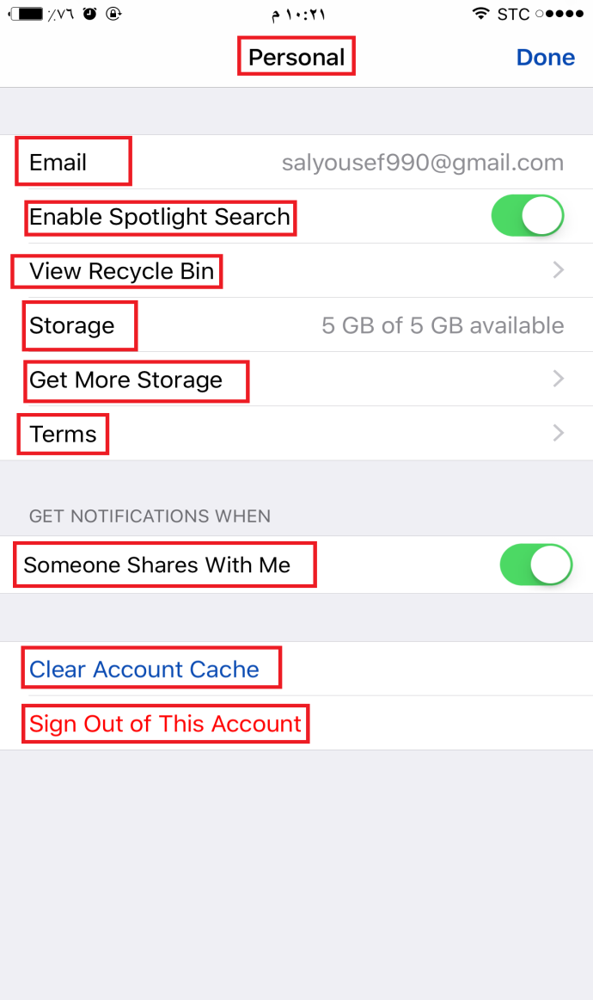 ٪٧٦ ١٠:٢١ م STC
Personal Done
Email salyousef990@gmail.com
Enable Spotlight Search
View Recycle Bin
Storage 5 GB of 5 GB available
Get More Storage
Terms
GET NOTIFICATIONS WHEN
Someone Shares With Me
Clear Account Cache
Sign Out of This Account